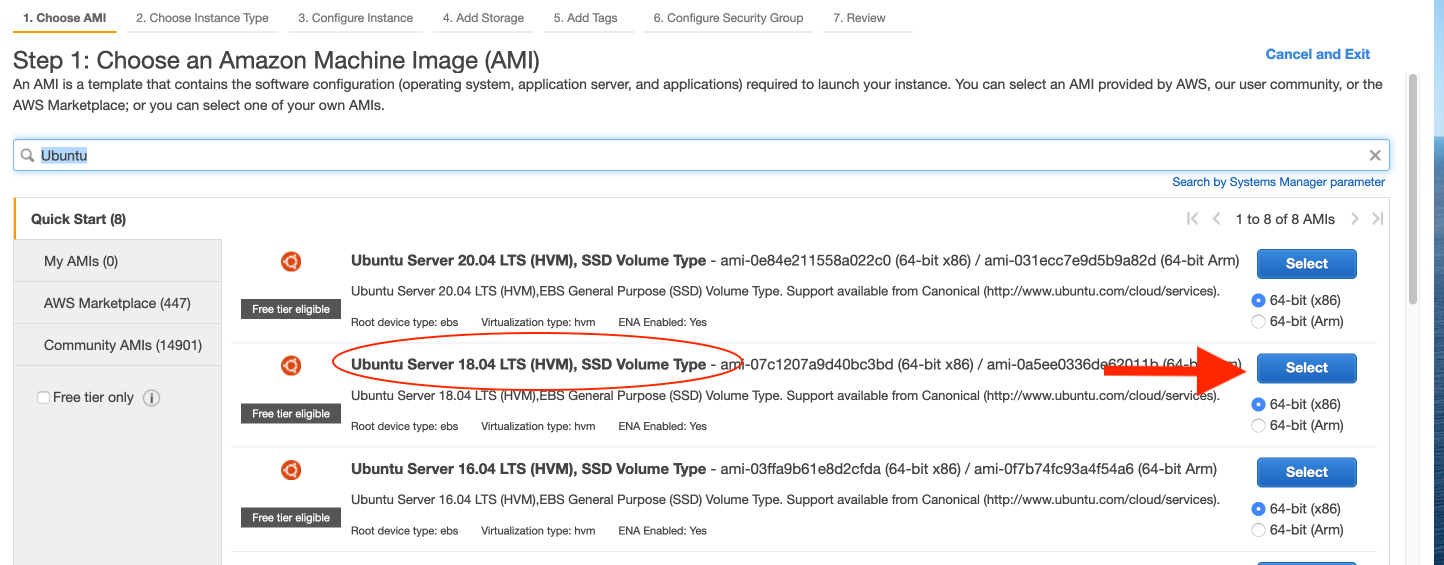 1. Choose AMI 2. Choose Instance Type 3. Configure Instance 4. Add Storage 5. Add Tags 6. Configure Security Group 7. Review
Step 1: Choose an Amazon Machine Image (AMI)
Cancel and Exit
An AMI is a template that contains the software configuration (operating system, application server, and applications) required to launch your instance. You can select an AMI provided by AWS, our user community, or the
AWS Marketplace; or you can select one of your own AMIs.
Ubuntu
Search by Systems Manager parameter
Quick Start (8)
1 to 8 of 8 AMIs
My AMIs (0)
AWS Marketplace (447)
Community AMIs (14901)
Free tier only
Ubuntu Server 20.04 LTS (HVM), SSD Volume Type - ami-0e84e211558a022c0 (64-bit x86) / ami-031ecc7e9d5b9a82d (64-bit Arm)
Select
Ubuntu Server 20.04 LTS (HVM),EBS General Purpose (SSD) Volume Type. Support available from Canonical (http://www.ubuntu.com/cloud/services).
Free tier eligible
Root device type: ebs Virtualization type: hvm ENA Enabled: Yes
64-bit (x86)
64-bit (Arm)
Ubuntu Server 18.04 LTS (HVM), SSD Volume Type - ami-07c1207a9d40bc3bd (64-bit x86) / ami-0a5ee0336de62011b (64-bit Arm)
Select
Ubuntu Server 18.04 LTS (HVM),EBS General Purpose (SSD) Volume Type. Support available from Canonical (http://www.ubuntu.com/cloud/services).
Free tier eligible
Root device type: ebs Virtualization type: hvm ENA Enabled: Yes
64-bit (x86)
64-bit (Arm)
Ubuntu Server 16.04 LTS (HVM), SSD Volume Type - ami-03ffa9b61e8d2cfda (64-bit x86) / ami-0f7b74fc93a4f54a6 (64-bit Arm)
Select
Ubuntu Server 16.04 LTS (HVM),EBS General Purpose (SSD) Volume Type. Support available from Canonical (http://www.ubuntu.com/cloud/services).
Free tier eligible
Root device type: ebs Virtualization type: hvm ENA Enabled: Yes
64-bit (x86)
64-bit (Arm)